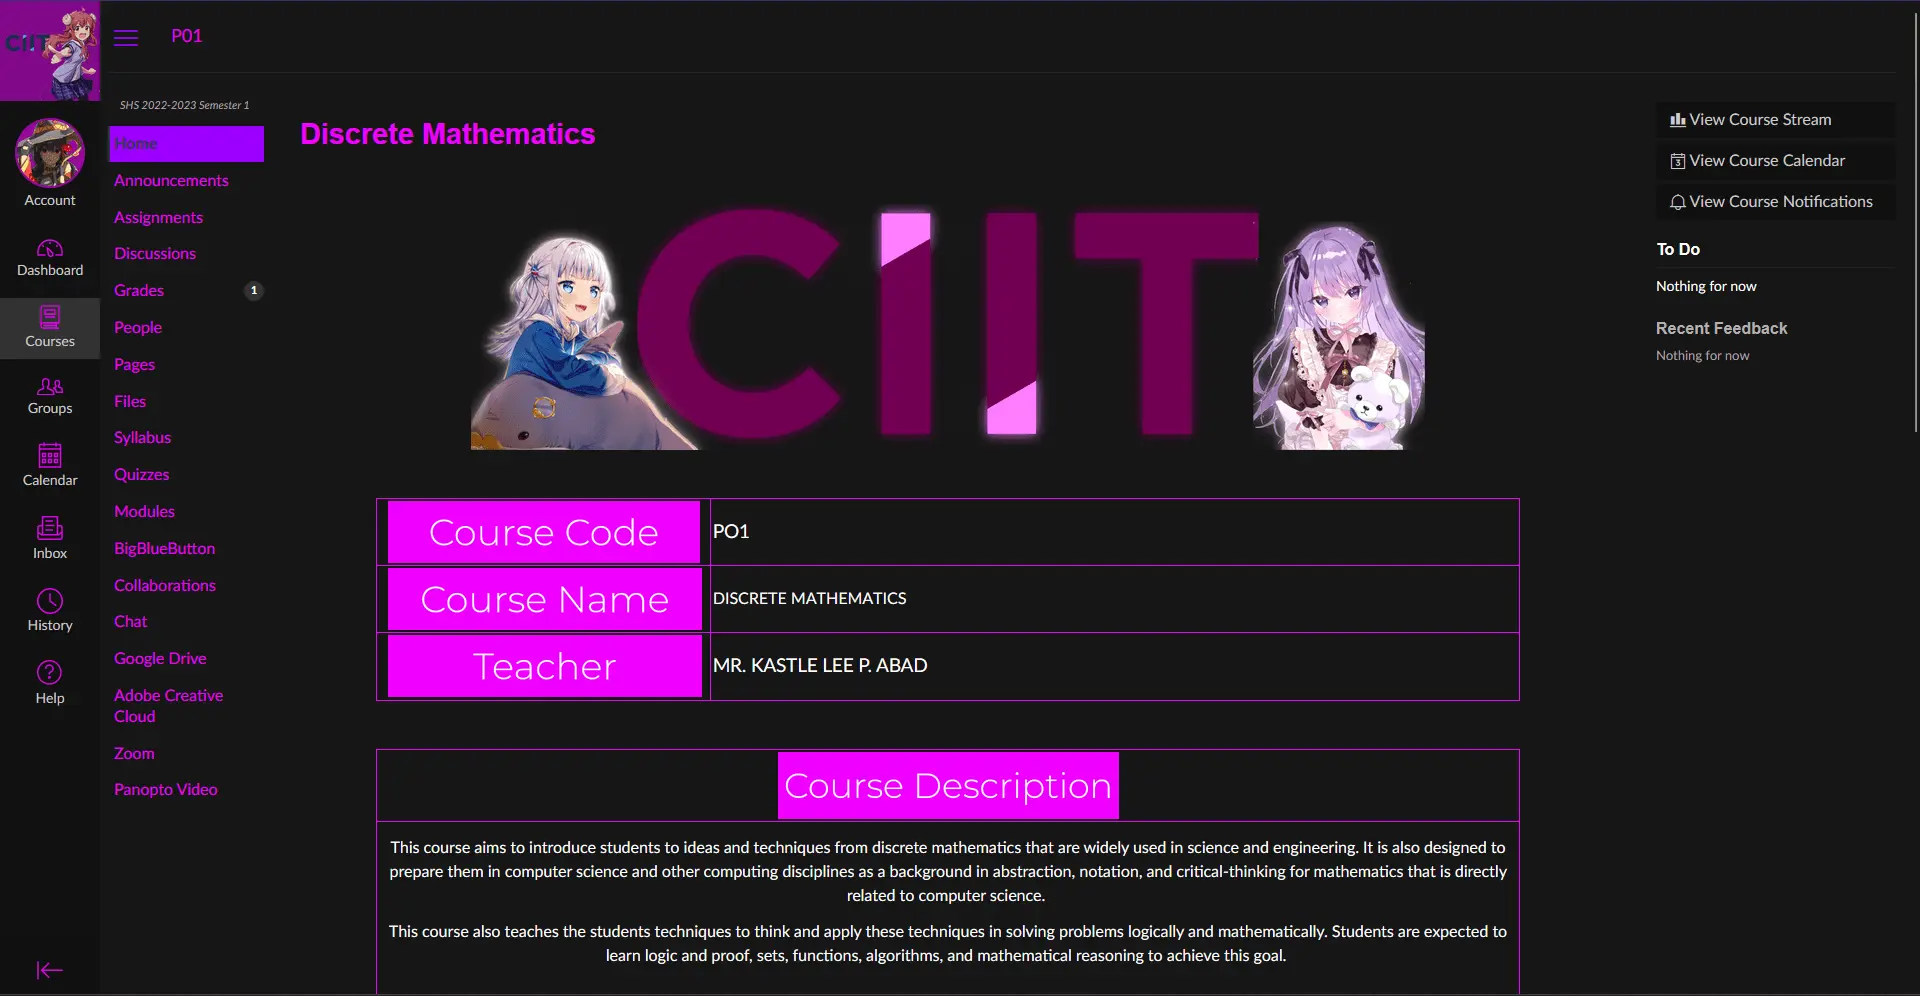 CIIT
P01
Account
Dashboard
Courses
Groups
Calendar
Inbox
History
Help
SHS 2022-2023 Semester 1
Home
Announcements
Assignments
Discussions
Grades 1
People
Pages
Files
Syllabus
Quizzes
Modules
BigBlueButton
Collaborations
Chat
Google Drive
Adobe Creative
Cloud
Zoom
Panopto Video
Discrete Mathematics
CIIT
Course Code PO1
Course Name DISCRETE MATHEMATICS
Teacher MR. KASTLE LEE P. ABAD
Course Description
This course aims to introduce students to ideas and techniques from discrete mathematics that are widely used in science and engineering. It is also designed to
prepare them in computer science and other computing disciplines as a background in abstraction, notation, and critical-thinking for mathematics that is directly
related to computer science.
This course also teaches the students techniques to think and apply these techniques in solving problems logically and mathematically. Students are expected to
learn logic and proof, sets, functions, algorithms, and mathematical reasoning to achieve this goal.
View Course Stream
3 View Course Calendar
View Course Notifications
To Do
Nothing for now
Recent Feedback
Nothing for now